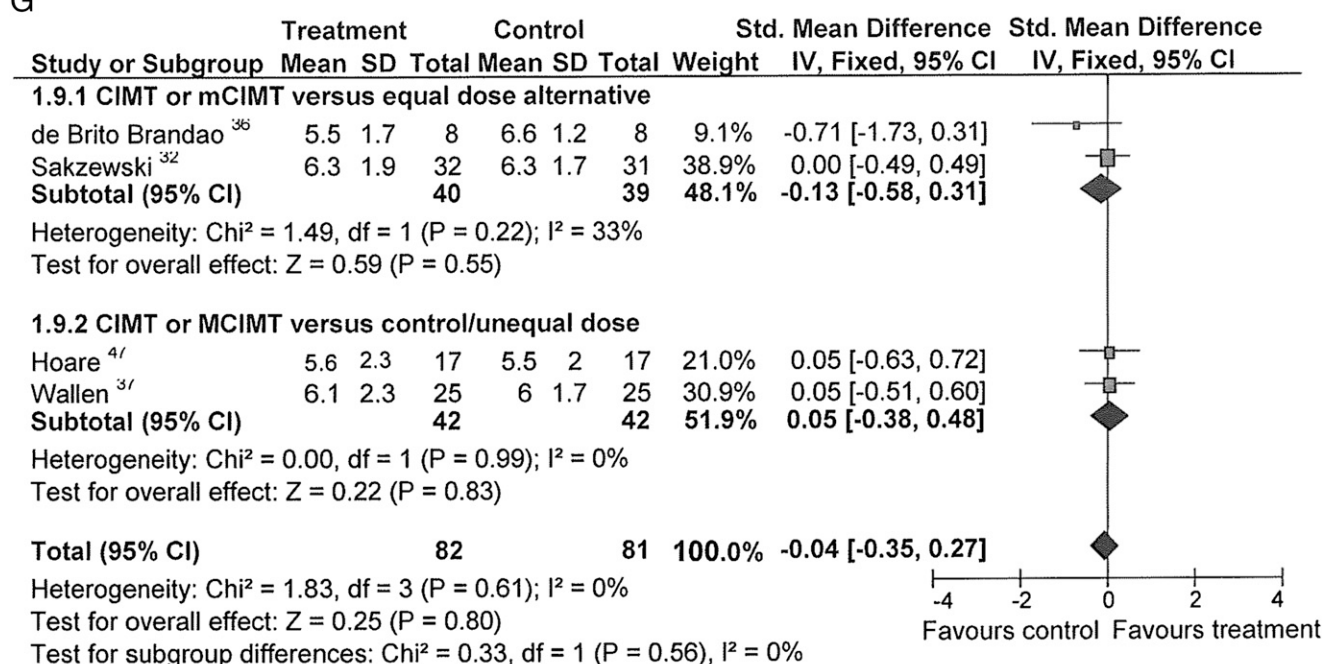 G
Treatment Control Std. Mean Difference Std. Mean Difference
Study or Subgroup Mean SD Total Mean SD Total Weight IV, Fixed, 95% CI IV, Fixed, 95% CI
1.9.1 CIMT or mCIMT versus equal dose alternative
de Brito Brandao 36 5.5 1.7 8 6.6 1.2 8 9.1% -0.71 [-1.73, 0.31]
Sakzewski 32 6.3 1.9 32 6.3 1.7 31 38.9% 0.00 [-0.49, 0.49]
Subtotal (95% CI) 40 39 48.1% -0.13 [-0.58, 0.31]
Heterogeneity: Chi² = 1.49, df = 1 (P = 0.22); I² = 33%
Test for overall effect: Z = 0.59 (P = 0.55)
1.9.2 CIMT or MCIMT versus control/unequal dose
Hoare 47 5.6 2.3 17 5.5 2 17 21.0% 0.05 [-0.63, 0.72]
Wallen 37 6.1 2.3 25 6 1.7 25 30.9% 0.05 [-0.51, 0.60]
Subtotal (95% CI) 42 42 51.9% 0.05 [-0.38, 0.48]
Heterogeneity: Chi² = 0.00, df = 1 (P = 0.99); I² = 0%
Test for overall effect: Z = 0.22 (P = 0.83)
Total (95% CI) 82 81 100.0% -0.04 [-0.35, 0.27]
Heterogeneity: Chi² = 1.83, df = 3 (P = 0.61); I² = 0%
Test for overall effect: Z = 0.25 (P = 0.80)
Test for subgroup differences: Chi² = 0.33, df = 1 (P = 0.56), I² = 0%
-4 -2 0 2 4
Favours control Favours treatment